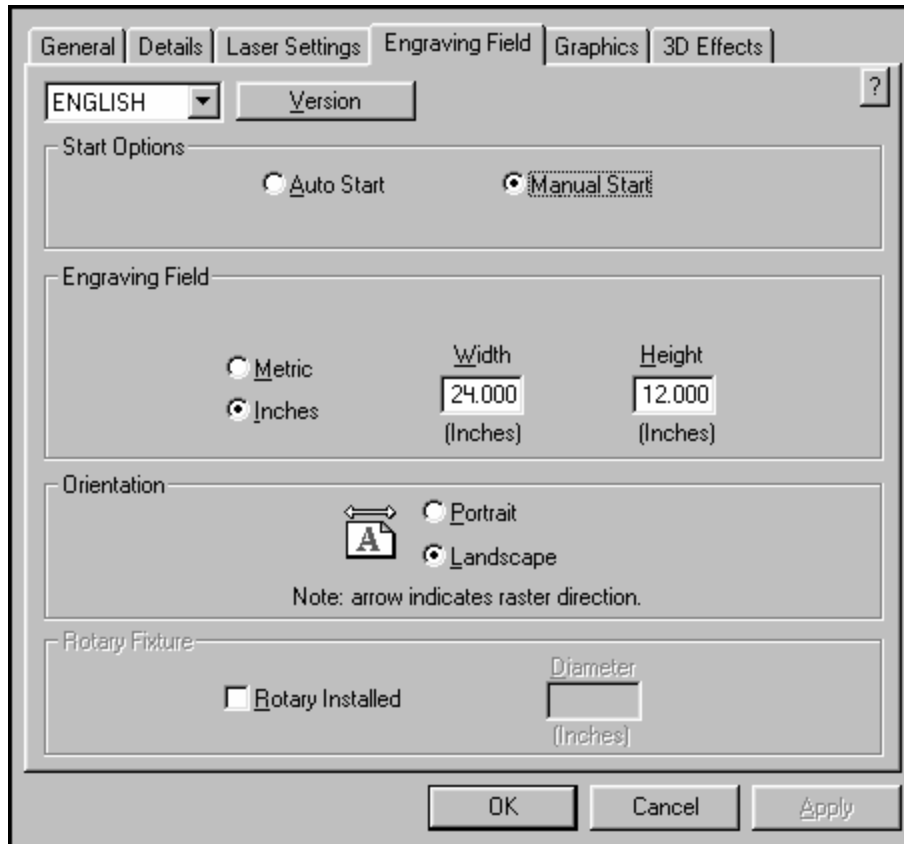 General Details Laser Settings Engraving Field Graphics 3D Effects
ENGLISH Version ?
Start Options
Auto Start Manual Start
Engraving Field
Width Height
Metric
24.000 12.000
Inches
(Inches) (Inches)
Orientation
Portrait
A
Landscape
Note: arrow indicates raster direction.
Rotary Fixture
Diameter
Rotary Installed
(Inches)
OK Cancel Apply